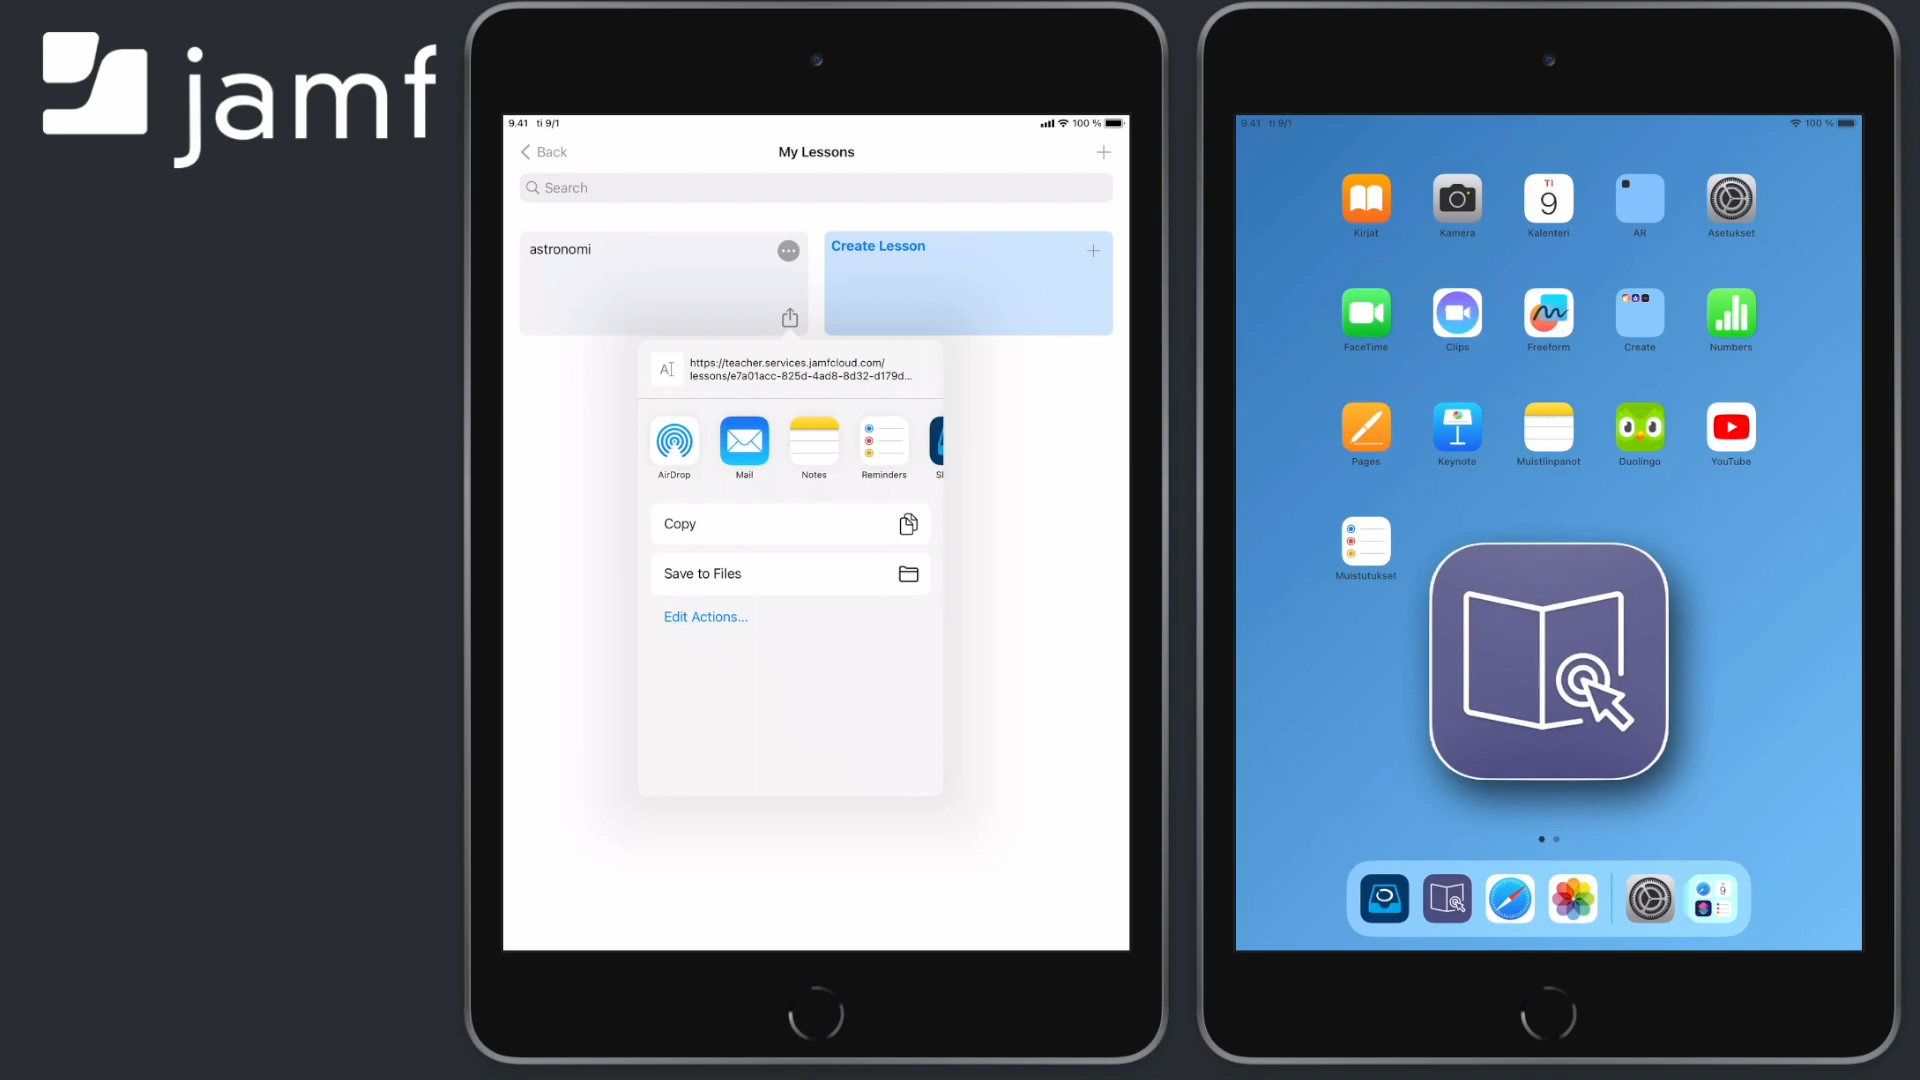 jamf
9.41 ti 9/1
100 %
Back
My Lessons
Search
astronomi
Create Lesson
https://teacher.services.jamfcloud.com/
lessons/e7a01acc-825d-4ad8-8d32-d179d...
AirDrop
Mail
Notes
Reminders
Copy
Save to Files
Edit Actions...
9.41 ti 9/1
100 %
TI
9
Kirjat
Kamera
Kalenteri
AR
Asetukset
FaceTime
Clips
Freeform
Create
Numbers
Pages
Keynote
Muistiinpanot
Duolingo
YouTube
Muistutukset
9